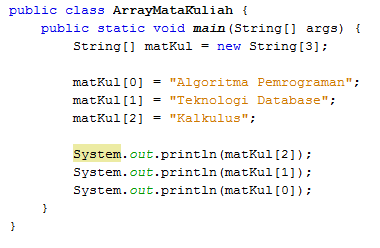 public class ArrayMataKuliah {
    public static void main(String[] args) {
        String[] matKul = new String[3];

        matKul[0] = "Algoritma Pemrograman";
        matKul[1] = "Teknologi Database";
        matKul[2] = "Kalkulus";

        System.out.println(matKul[2]);
        System.out.println(matKul[1]);
        System.out.println(matKul[0]);
    }
}